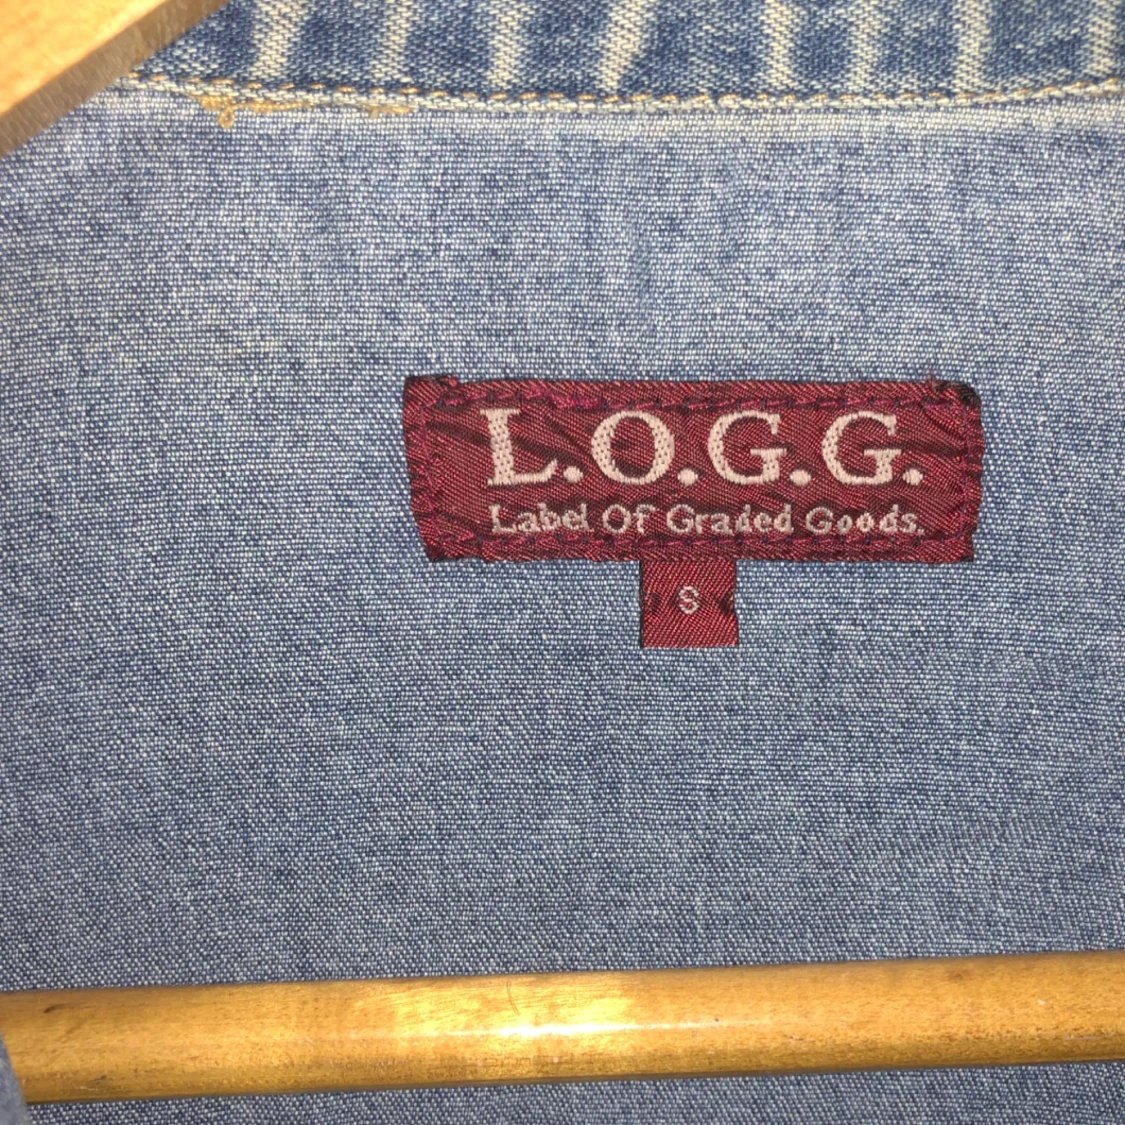 L.O.G.G.
Label Of Graded Goods.
S